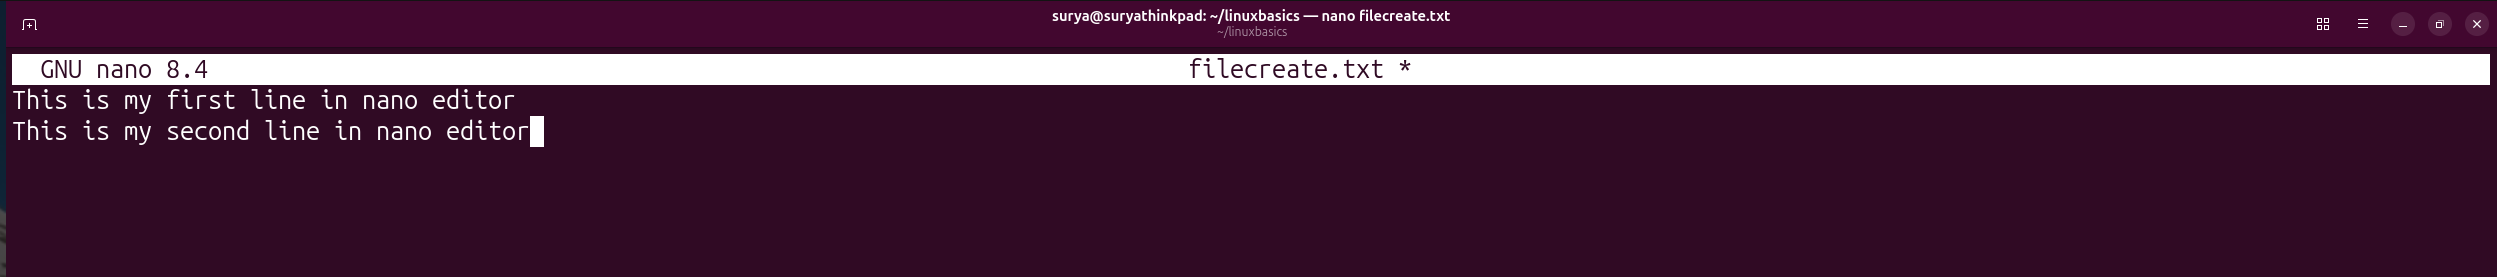 surya@suryathinkpad: ~/linuxbasics — nano filecreate.txt
~/linuxbasics
GNU nano 8.4 filecreate.txt *
This is my first line in nano editor
This is my second line in nano editor